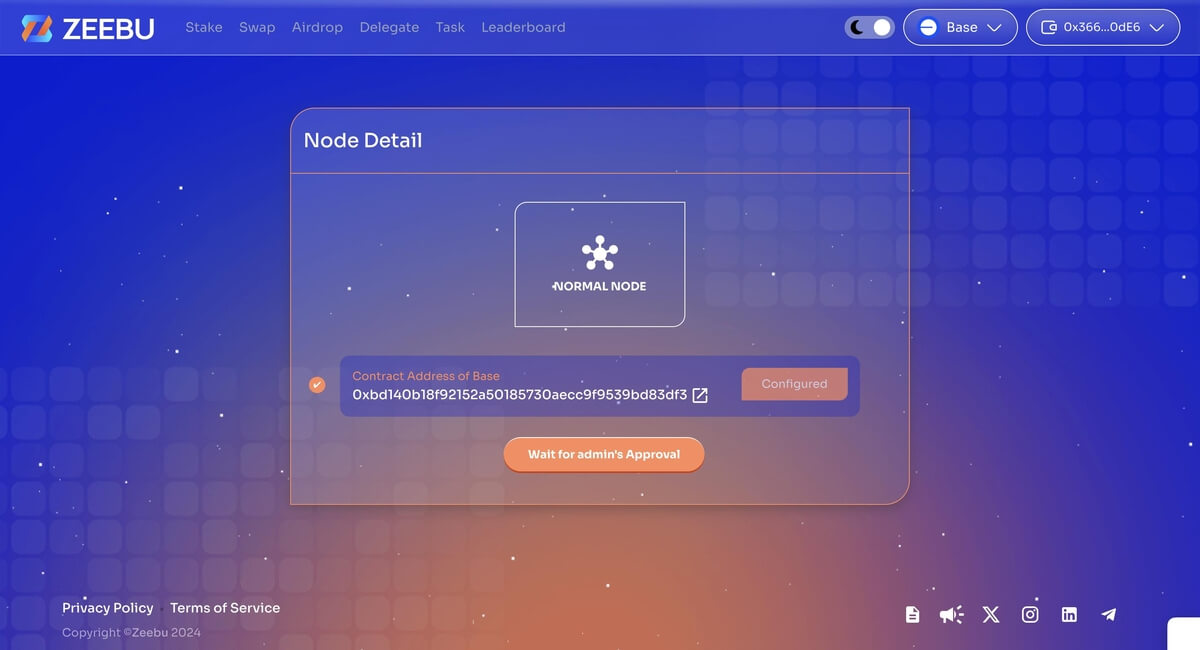 ZEEBU
Stake Swap Airdrop Delegate Task Leaderboard
Base
0x366...0dE6
Node Detail
NORMAL NODE
Contract Address of Base
0xbd140b18f92152a50185730aecc9f9539bd83df3
Configured
Wait for admin's Approval
Privacy Policy
Terms of Service
Copyright ©Zeebu 2024